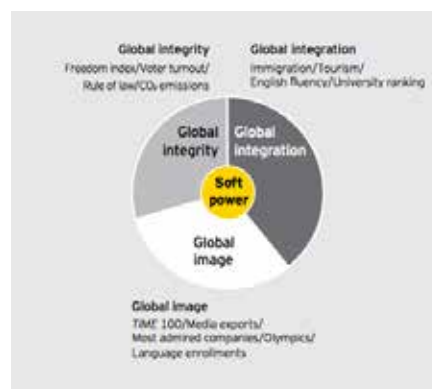 Global integrity
Freedom index/Voter turnout/
Rule of law/CO₂ emissions
Global integration
Immigration/Tourism/
English fluency/University ranking
Global
integrity
Global
integration
Soft
power
Global
image
Global image
TIME 100/Media exports/
Most admired companies/Olympics/
Language enrollments